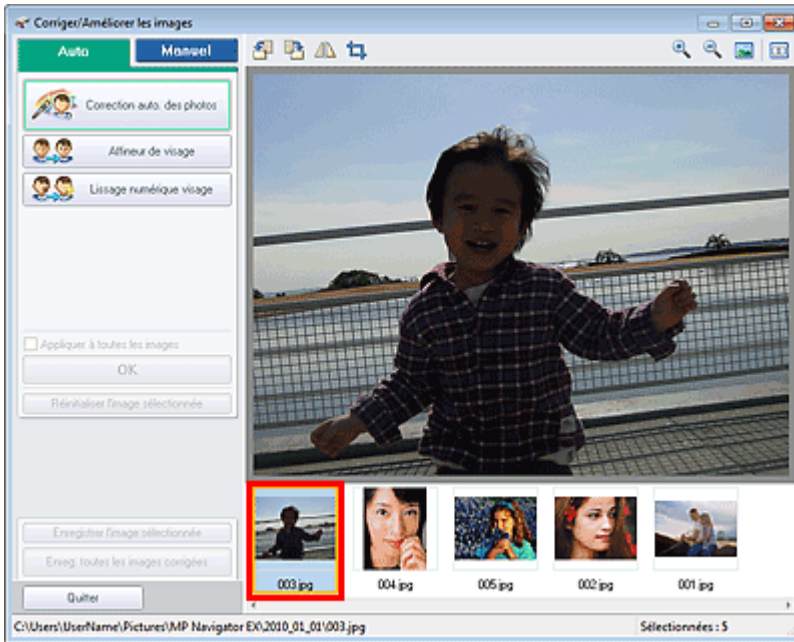 Corriger/Améliorer les images
Auto
Manuel
Correction auto. des photos
Affineur de visage
Lissage numérique visage
Appliquer à toutes les images
OK
Réinitialiser l'image sélectionnée
Enregistrer l'image sélectionnée
Enreg. toutes les images corrigées
Quitter
003.jpg
004.jpg
005.jpg
002.jpg
001.jpg
C:\Users\UserName\Pictures\MP Navigator EX\2010_01_01\003.jpg
Sélectionnées : 5